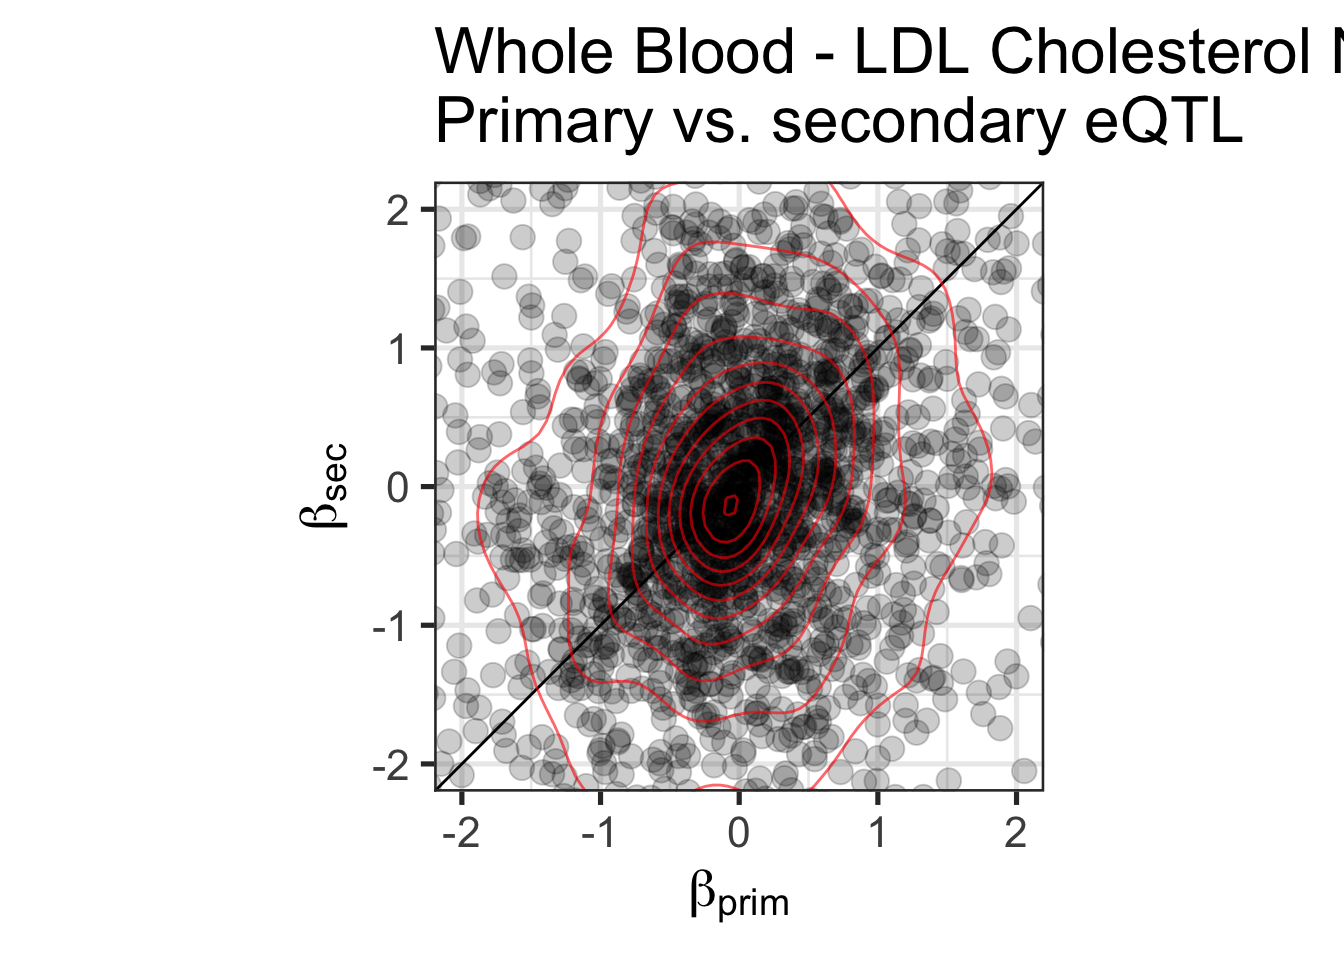 Whole Blood - LDL Cholesterol
Primary vs. secondary eQTL
2
1
0
-1
-2
βsec
-2 -1 0 1 2
βprim